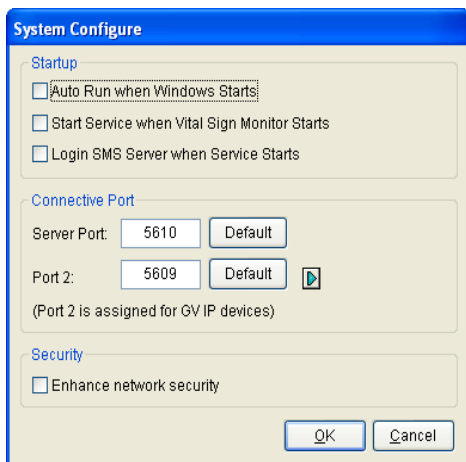 System Configure
Startup
Auto Run when Windows Starts
Start Service when Vital Sign Monitor Starts
Login SMS Server when Service Starts
Connective Port
Server Port: 5610 Default
Port 2: 5609 Default
(Port 2 is assigned for GV IP devices)
Security
Enhance network security
OK Cancel